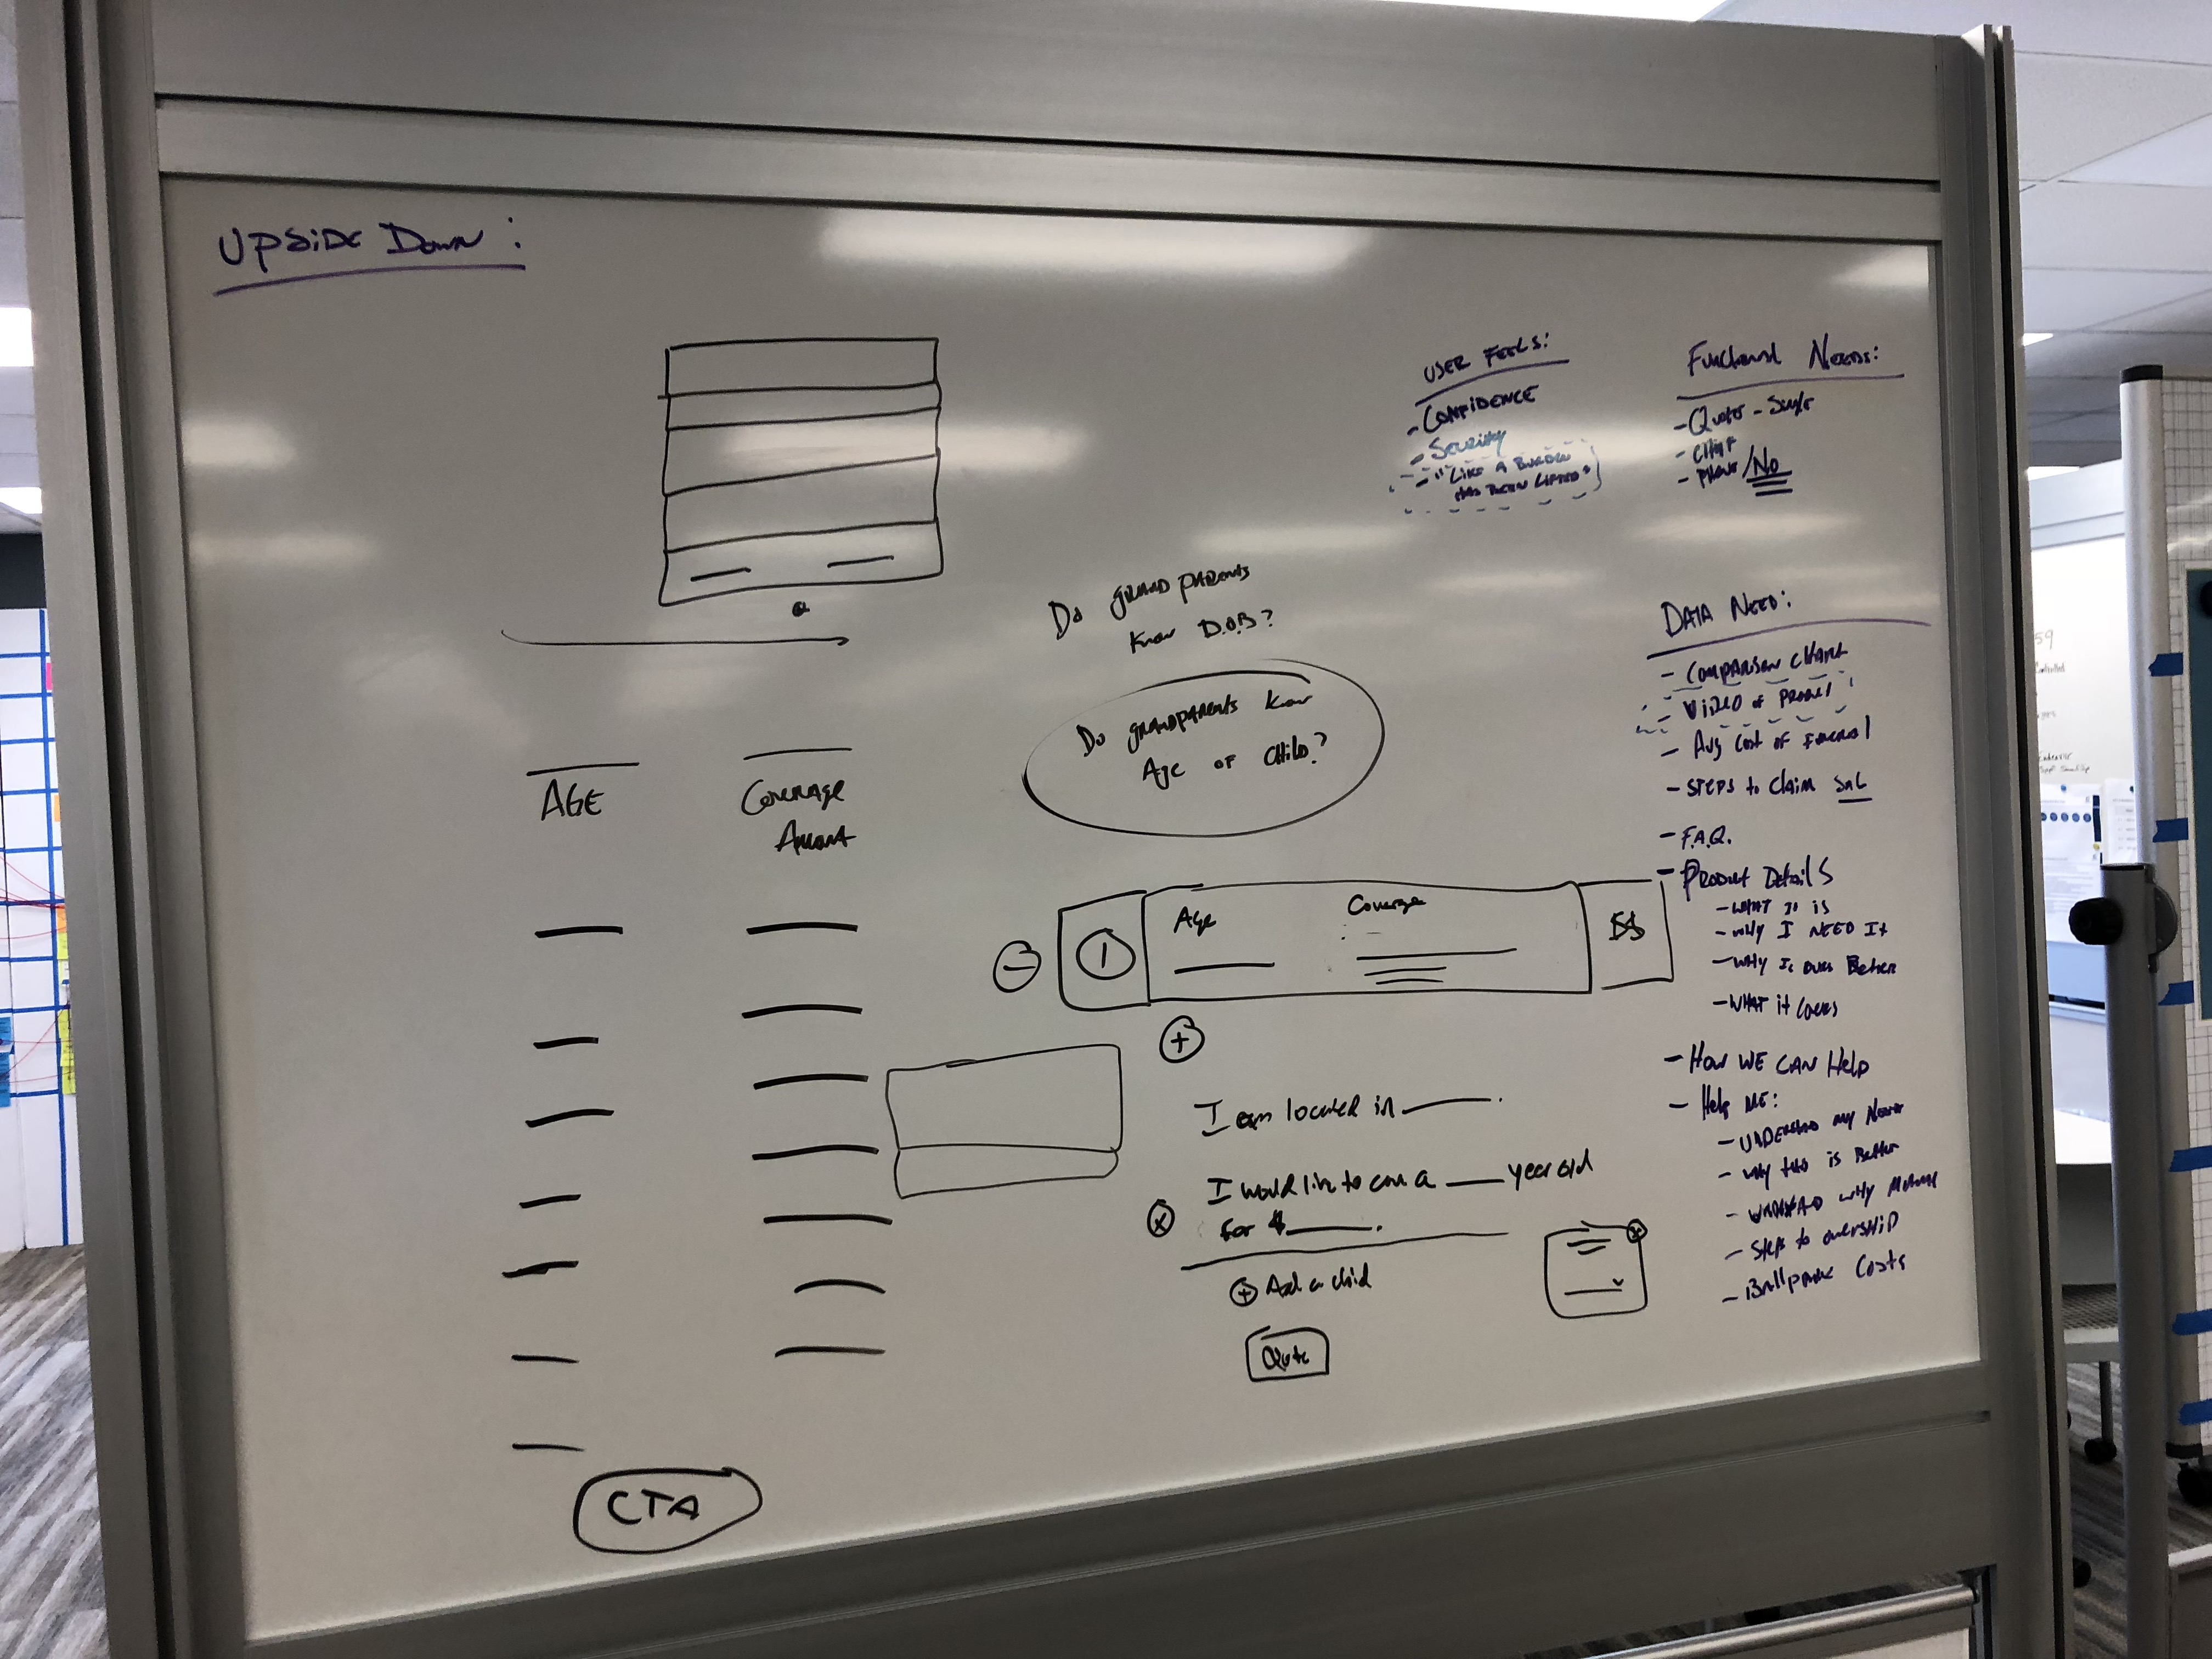 UPSIDE DOWN:
USER FEELS:
- CONFIDENCE
- Security
- "LIKE A BURDEN
HAS BEEN LIFTED"
Functional NEEDS:
- Quotes - Simple
- CHAT
- PHONE / NO
Do GRAND PARENTS
know D.O.B?
Do GRANDPARENTS know
Age OF CHILD?
DATA NEED:
- COMPARISON CHART
- VIDEO of PRODUCT
- Avg Cost of Funeral
- STEPS to CLAIM
- F.A.Q.
- PRODUCT Details
- WHAT IT is
- WHY I NEED It
- WHY Is OURS Better
- WHAT it Covers
- How WE CAN Help
- Help ME:
- UNDERSTAND my Needs
- why this is Better
- UNDERSTAND why
- Steps to ownership
- Ballpark Costs
AGE
Coverage
Amount
1
Age
Coverage
$$
I am located in ____.
I would like to cover a ____ year old
for $____.
Add a child
Quote
CTA